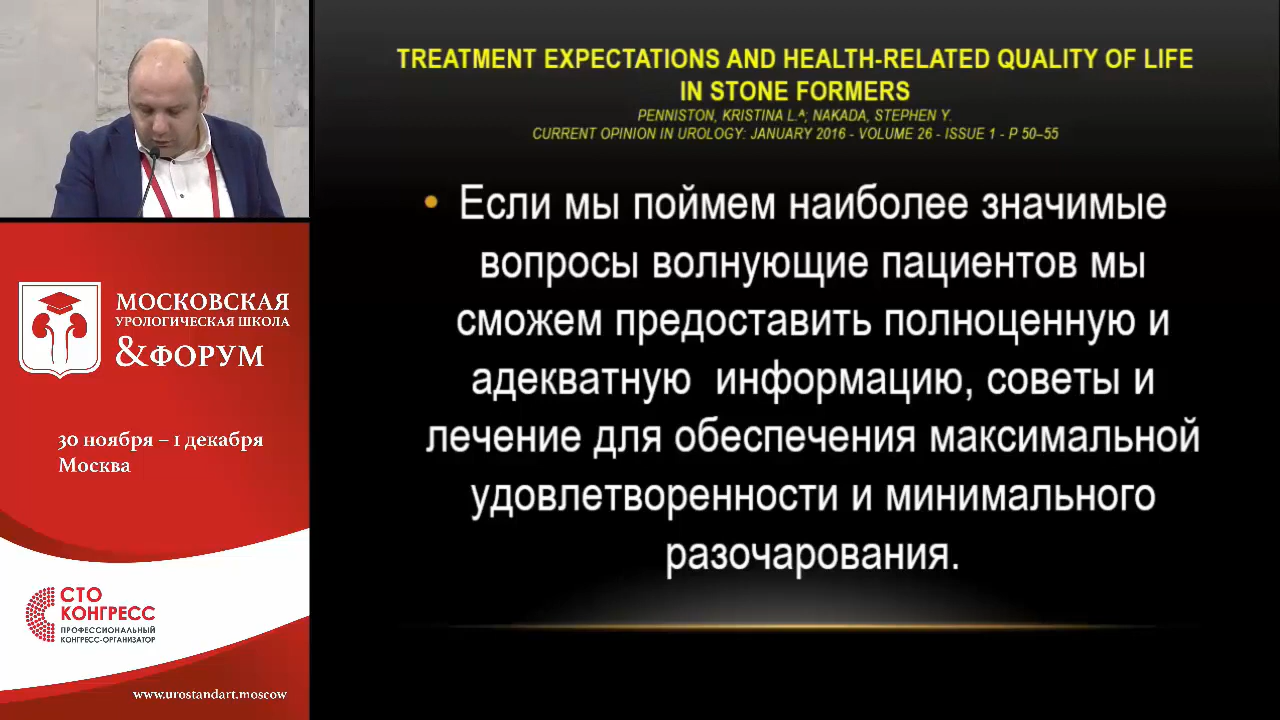 TREATMENT EXPECTATIONS AND HEALTH-RELATED QUALITY OF LIFE
IN STONE FORMERS
PENNISTON, KRISTINA L.ᴬ; NAKADA, STEPHEN Y.
CURRENT OPINION IN UROLOGY: JANUARY 2016 - VOLUME 26 - ISSUE 1 - P 50–55
• Если мы поймем наиболее значимые
вопросы волнующие пациентов мы
сможем предоставить полноценную и
адекватную информацию, советы и
лечение для обеспечения максимальной
удовлетворенности и минимального
разочарования.
МОСКОВСКАЯ
УРОЛОГИЧЕСКАЯ ШКОЛА
&ФОРУМ
30 ноября – 1 декабря
Москва
СТО
КОНГРЕСС
ПРОФЕССИОНАЛЬНЫЙ
КОНГРЕСС-ОРГАНИЗАТОР
www.urostandart.moscow